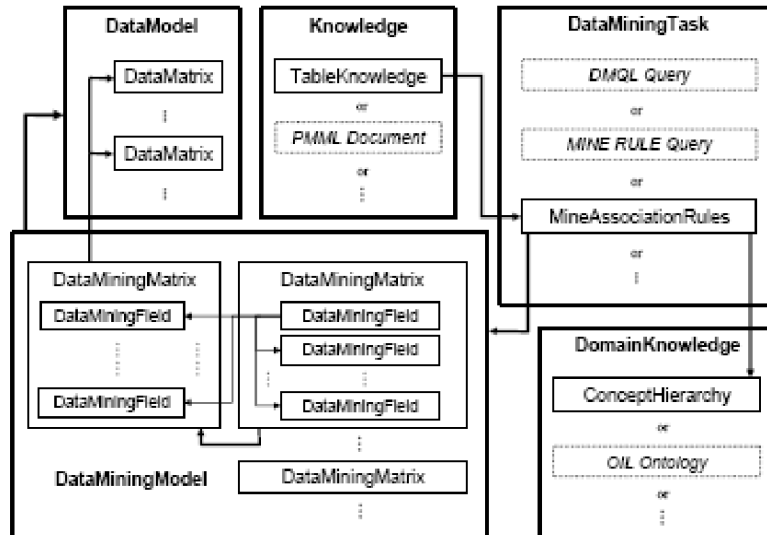 DataModel
DataMatrix
DataMatrix
Knowledge
TableKnowledge
or
PMML Document
or
DataMiningTask
DMQL Query
or
MINE RULE Query
or
MineAssociationRules
or
DataMiningMatrix
DataMiningField
DataMiningField
DataMiningMatrix
DataMiningField
DataMiningField
DataMiningField
DataMiningModel
DataMiningMatrix
DomainKnowledge
ConceptHierarchy
or
OIL Ontology
or